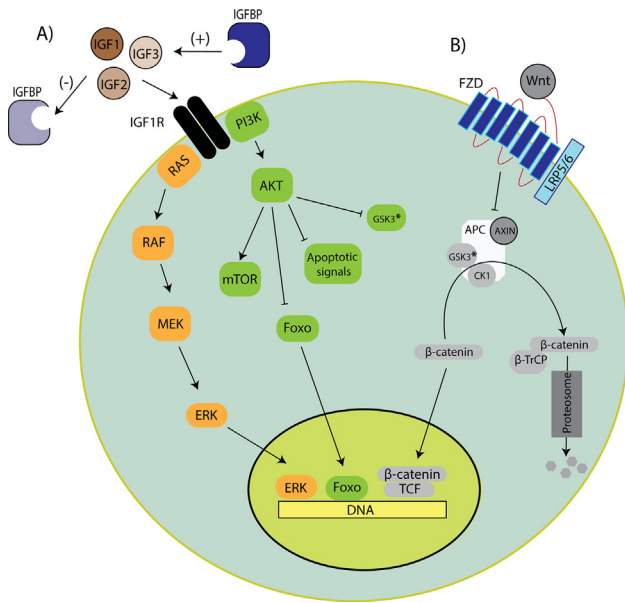 A)
IGFBP
(+)
IGF1
IGF3
IGF2
(-)
IGFBP
IGF1R
PI3K
RAS
AKT
GSK3*
RAF
mTOR
Apoptotic
signals
MEK
Foxo
ERK
B)
Wnt
FZD
LRP5/6
APC
AXIN
GSK3*
CK1
β-catenin
β-catenin
β-TrCP
Proteosome
ERK
Foxo
β-catenin
TCF
DNA